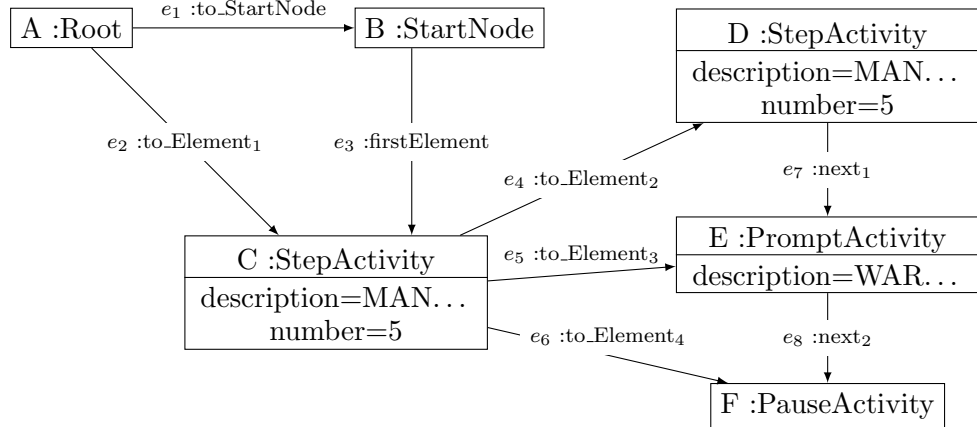 A :Root
e₁ :to_StartNode
B :StartNode
D :StepActivity
description=MAN...
number=5
e₂ :to_Element₁
e₃ :firstElement
e₄ :to_Element₂
e₇ :next₁
C :StepActivity
description=MAN...
number=5
e₅ :to_Element₃
E :PromptActivity
description=WAR...
e₆ :to_Element₄
e₈ :next₂
F :PauseActivity